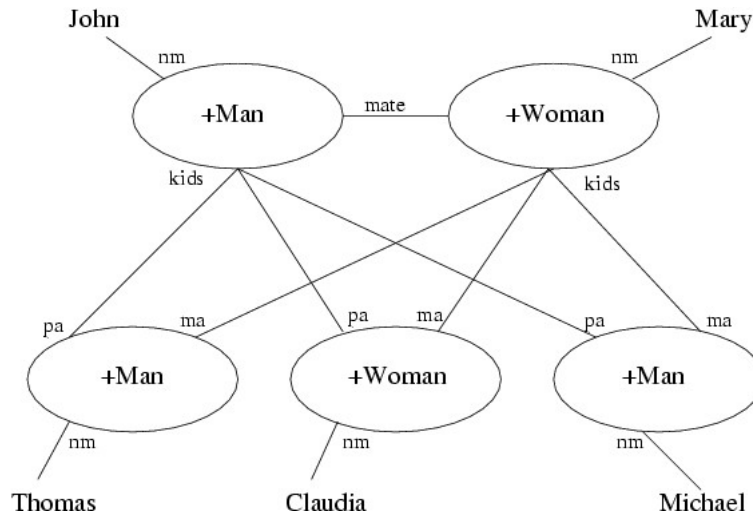 John Mary
nm nm
+Man mate +Woman
kids kids
pa ma pa ma pa ma
+Man +Woman +Man
nm nm nm
Thomas Claudia Michael